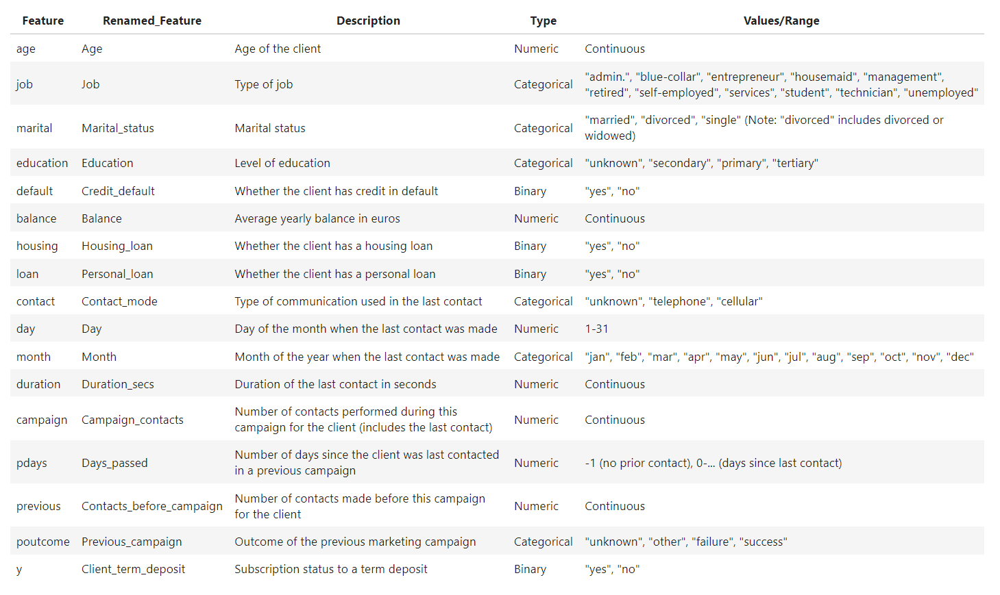 Feature Renamed_Feature Description Type Values/Range
age Age Age of the client Numeric Continuous
job Job Type of job Categorical "admin.", "blue-collar", "entrepreneur", "housemaid", "management",
"retired", "self-employed", "services", "student", "technician", "unemployed"
marital Marital_status Marital status Categorical "married", "divorced", "single" (Note: "divorced" includes divorced or
widowed)
education Education Level of education Categorical "unknown", "secondary", "primary", "tertiary"
default Credit_default Whether the client has credit in default Binary "yes", "no"
balance Balance Average yearly balance in euros Numeric Continuous
housing Housing_loan Whether the client has a housing loan Binary "yes", "no"
loan Personal_loan Whether the client has a personal loan Binary "yes", "no"
contact Contact_mode Type of communication used in the last contact Categorical "unknown", "telephone", "cellular"
day Day Day of the month when the last contact was made Numeric 1-31
month Month Month of the year when the last contact was made Categorical "jan", "feb", "mar", "apr", "may", "jun", "jul", "aug", "sep", "oct", "nov", "dec"
duration Duration_secs Duration of the last contact in seconds Numeric Continuous
campaign Campaign_contacts Number of contacts performed during this
campaign for the client (includes the last contact) Numeric Continuous
pdays Days_passed Number of days since the client was last contacted
in a previous campaign Numeric -1 (no prior contact), 0-... (days since last contact)
previous Contacts_before_campaign Number of contacts made before this campaign
for the client Numeric Continuous
poutcome Previous_campaign Outcome of the previous marketing campaign Categorical "unknown", "other", "failure", "success"
y Client_term_deposit Subscription status to a term deposit Binary "yes", "no"